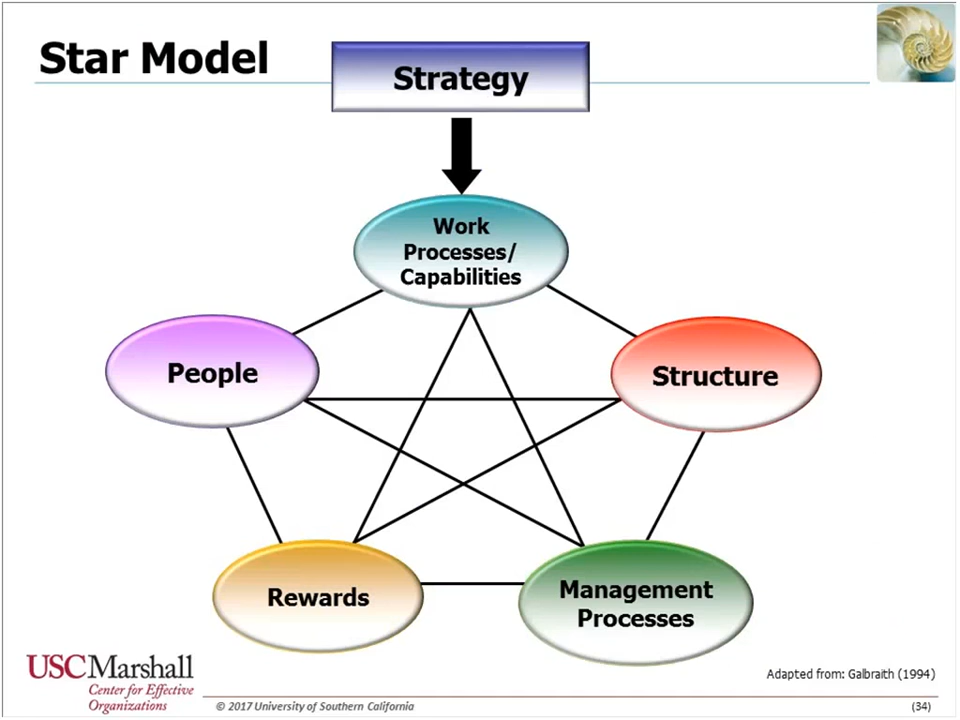 Star Model
Strategy
Work
Processes/
Capabilities
People
Structure
Rewards
Management
Processes
Adapted from: Galbraith (1994)
USC Marshall
Center for Effective
Organizations
© 2017 University of Southern California
(34)